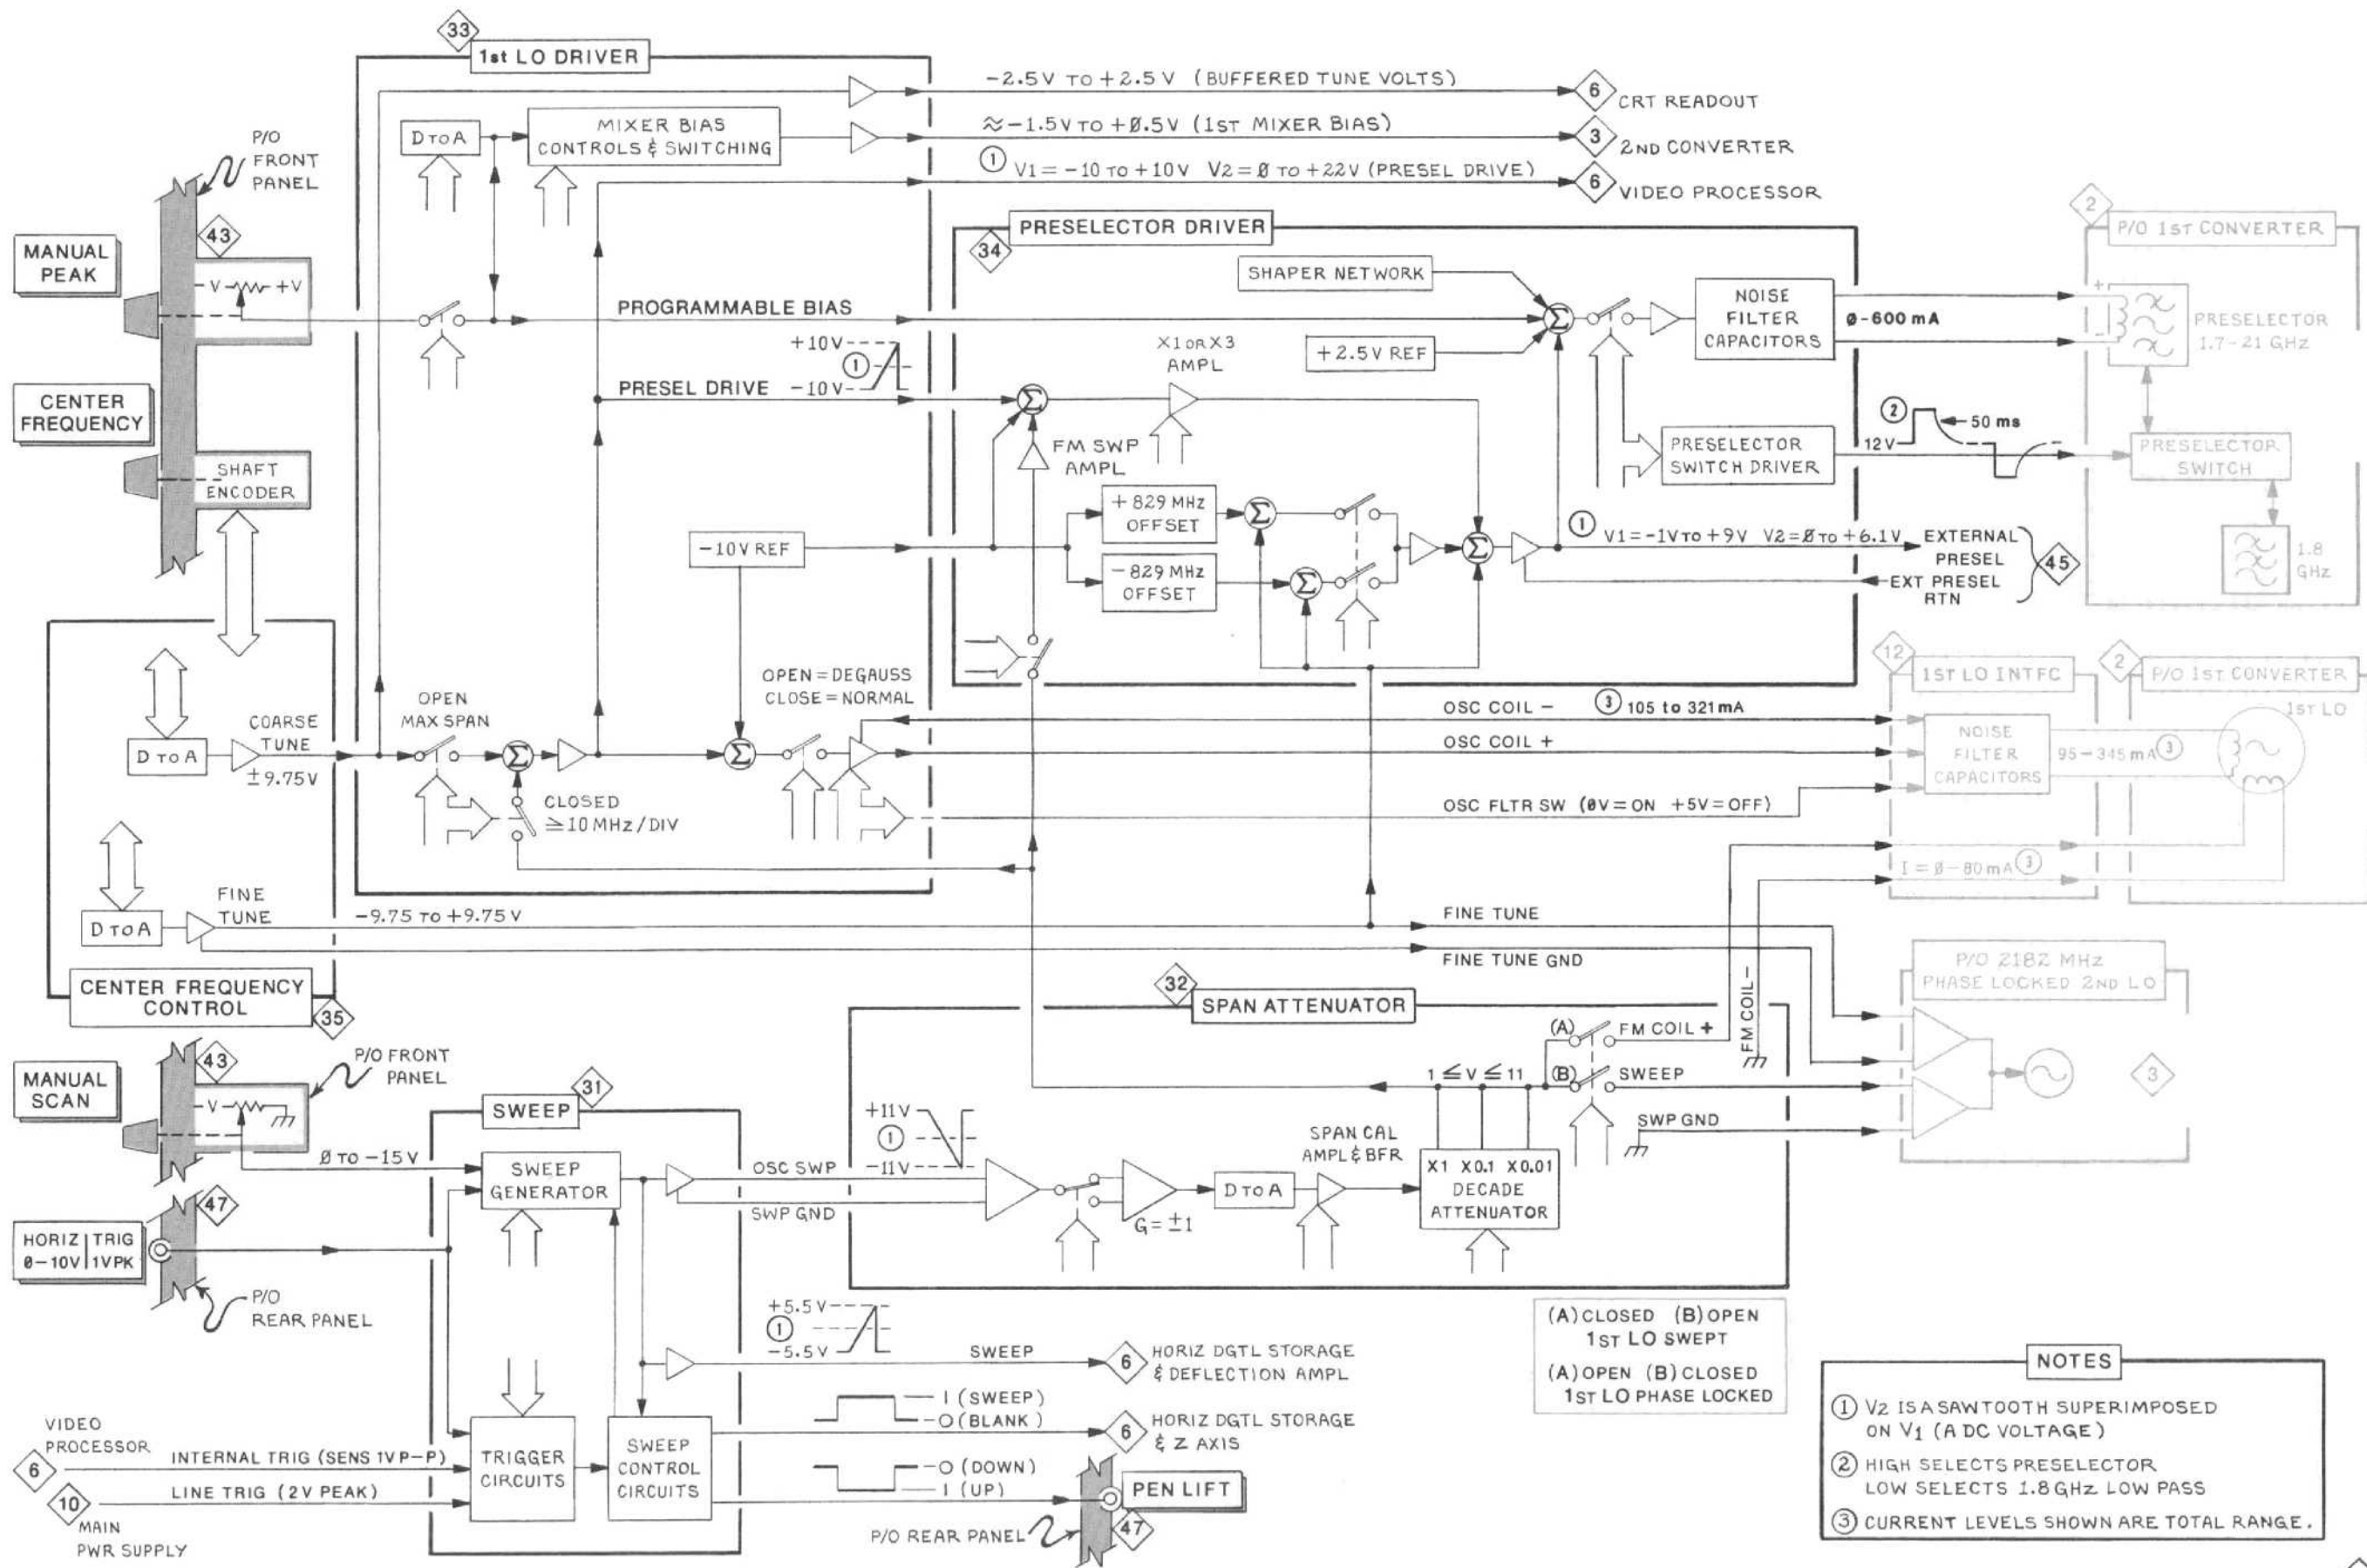 33
1st LO DRIVER
-2.5V TO +2.5V (BUFFERED TUNE VOLTS)
6
CRT READOUT
D TO A
MIXER BIAS
CONTROLS & SWITCHING
≈-1.5V TO +0.5V (1ST MIXER BIAS)
3
2ND CONVERTER
① V1 = -10 TO +10V V2 = Ø TO +22V (PRESEL DRIVE)
6
VIDEO PROCESSOR
P/O
FRONT
PANEL
43
MANUAL
PEAK
-V
+V
PROGRAMMABLE BIAS
CENTER
FREQUENCY
SHAFT
ENCODER
+10V
①
PRESEL DRIVE -10V
34
PRESELECTOR DRIVER
SHAPER NETWORK
+2.5V REF
Σ
X1 OR X3
AMPL
Σ
FM SWP
AMPL
NOISE
FILTER
CAPACITORS
Ø-600 mA
PRESELECTOR
SWITCH DRIVER
②
50 ms
12V
+829 MHz
OFFSET
Σ
-829 MHz
OFFSET
Σ
Σ
-10V REF
① V1 = -1V TO +9V V2 = Ø TO +6.1V
EXTERNAL
PRESEL
EXT PRESEL
RTN
45
2
P/O 1ST CONVERTER
+
-
PRESELECTOR
1.7-21 GHz
PRESELECTOR
SWITCH
1.8
GHz
OPEN
MAX SPAN
OPEN = DEGAUSS
CLOSE = NORMAL
COARSE
TUNE
±9.75V
D TO A
Σ
Σ
CLOSED
≥10 MHz/DIV
OSC COIL - ③ 105 to 321mA
OSC COIL +
OSC FLTR SW (0V=ON +5V=OFF)
12
1ST LO INTFC
NOISE
FILTER
CAPACITORS
95-345 mA ③
I = Ø-80mA ③
2
P/O 1ST CONVERTER
1ST LO
FINE
TUNE
-9.75 TO +9.75V
D TO A
CENTER FREQUENCY
CONTROL
35
FINE TUNE
FINE TUNE GND
P/O 2182 MHz
PHASE LOCKED 2ND LO
3
32
SPAN ATTENUATOR
(A)
FM COIL +
FM COIL -
1 ≤ V ≤ 11
(B)
SWEEP
SWP GND
43
P/O FRONT
PANEL
MANUAL
SCAN
-V
Ø TO -15V
SWEEP
31
SWEEP
GENERATOR
OSC SWP
SWP GND
+11V
①
-11V
G = ±1
D TO A
SPAN CAL
AMPL & BFR
X1 X0.1 X0.01
DECADE
ATTENUATOR
47
HORIZ TRIG
0-10V 1VPK
P/O
REAR PANEL
+5.5V
①
-5.5V
SWEEP
6
HORIZ DGTL STORAGE
& DEFLECTION AMPL
1 (SWEEP)
0 (BLANK)
6
HORIZ DGTL STORAGE
& Z AXIS
0 (DOWN)
1 (UP)
PEN LIFT
P/O REAR PANEL
47
VIDEO
PROCESSOR
6
INTERNAL TRIG (SENS 1V P-P)
10
LINE TRIG (2V PEAK)
MAIN
PWR SUPPLY
TRIGGER
CIRCUITS
SWEEP
CONTROL
CIRCUITS
(A) CLOSED (B) OPEN
1ST LO SWEPT
(A) OPEN (B) CLOSED
1ST LO PHASE LOCKED
NOTES
① V2 IS A SAWTOOTH SUPERIMPOSED
ON V1 (A DC VOLTAGE)
② HIGH SELECTS PRESELECTOR
LOW SELECTS 1.8 GHz LOW PASS
③ CURRENT LEVELS SHOWN ARE TOTAL RANGE.